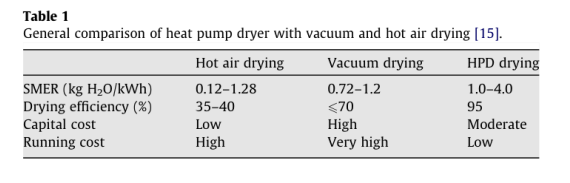 Table 1
General comparison of heat pump dryer with vacuum and hot air drying [15].
Hot air drying Vacuum drying HPD drying
SMER (kg H₂O/kWh) 0.12–1.28 0.72–1.2 1.0–4.0
Drying efficiency (%) 35–40 ⩽70 95
Capital cost Low High Moderate
Running cost High Very high Low